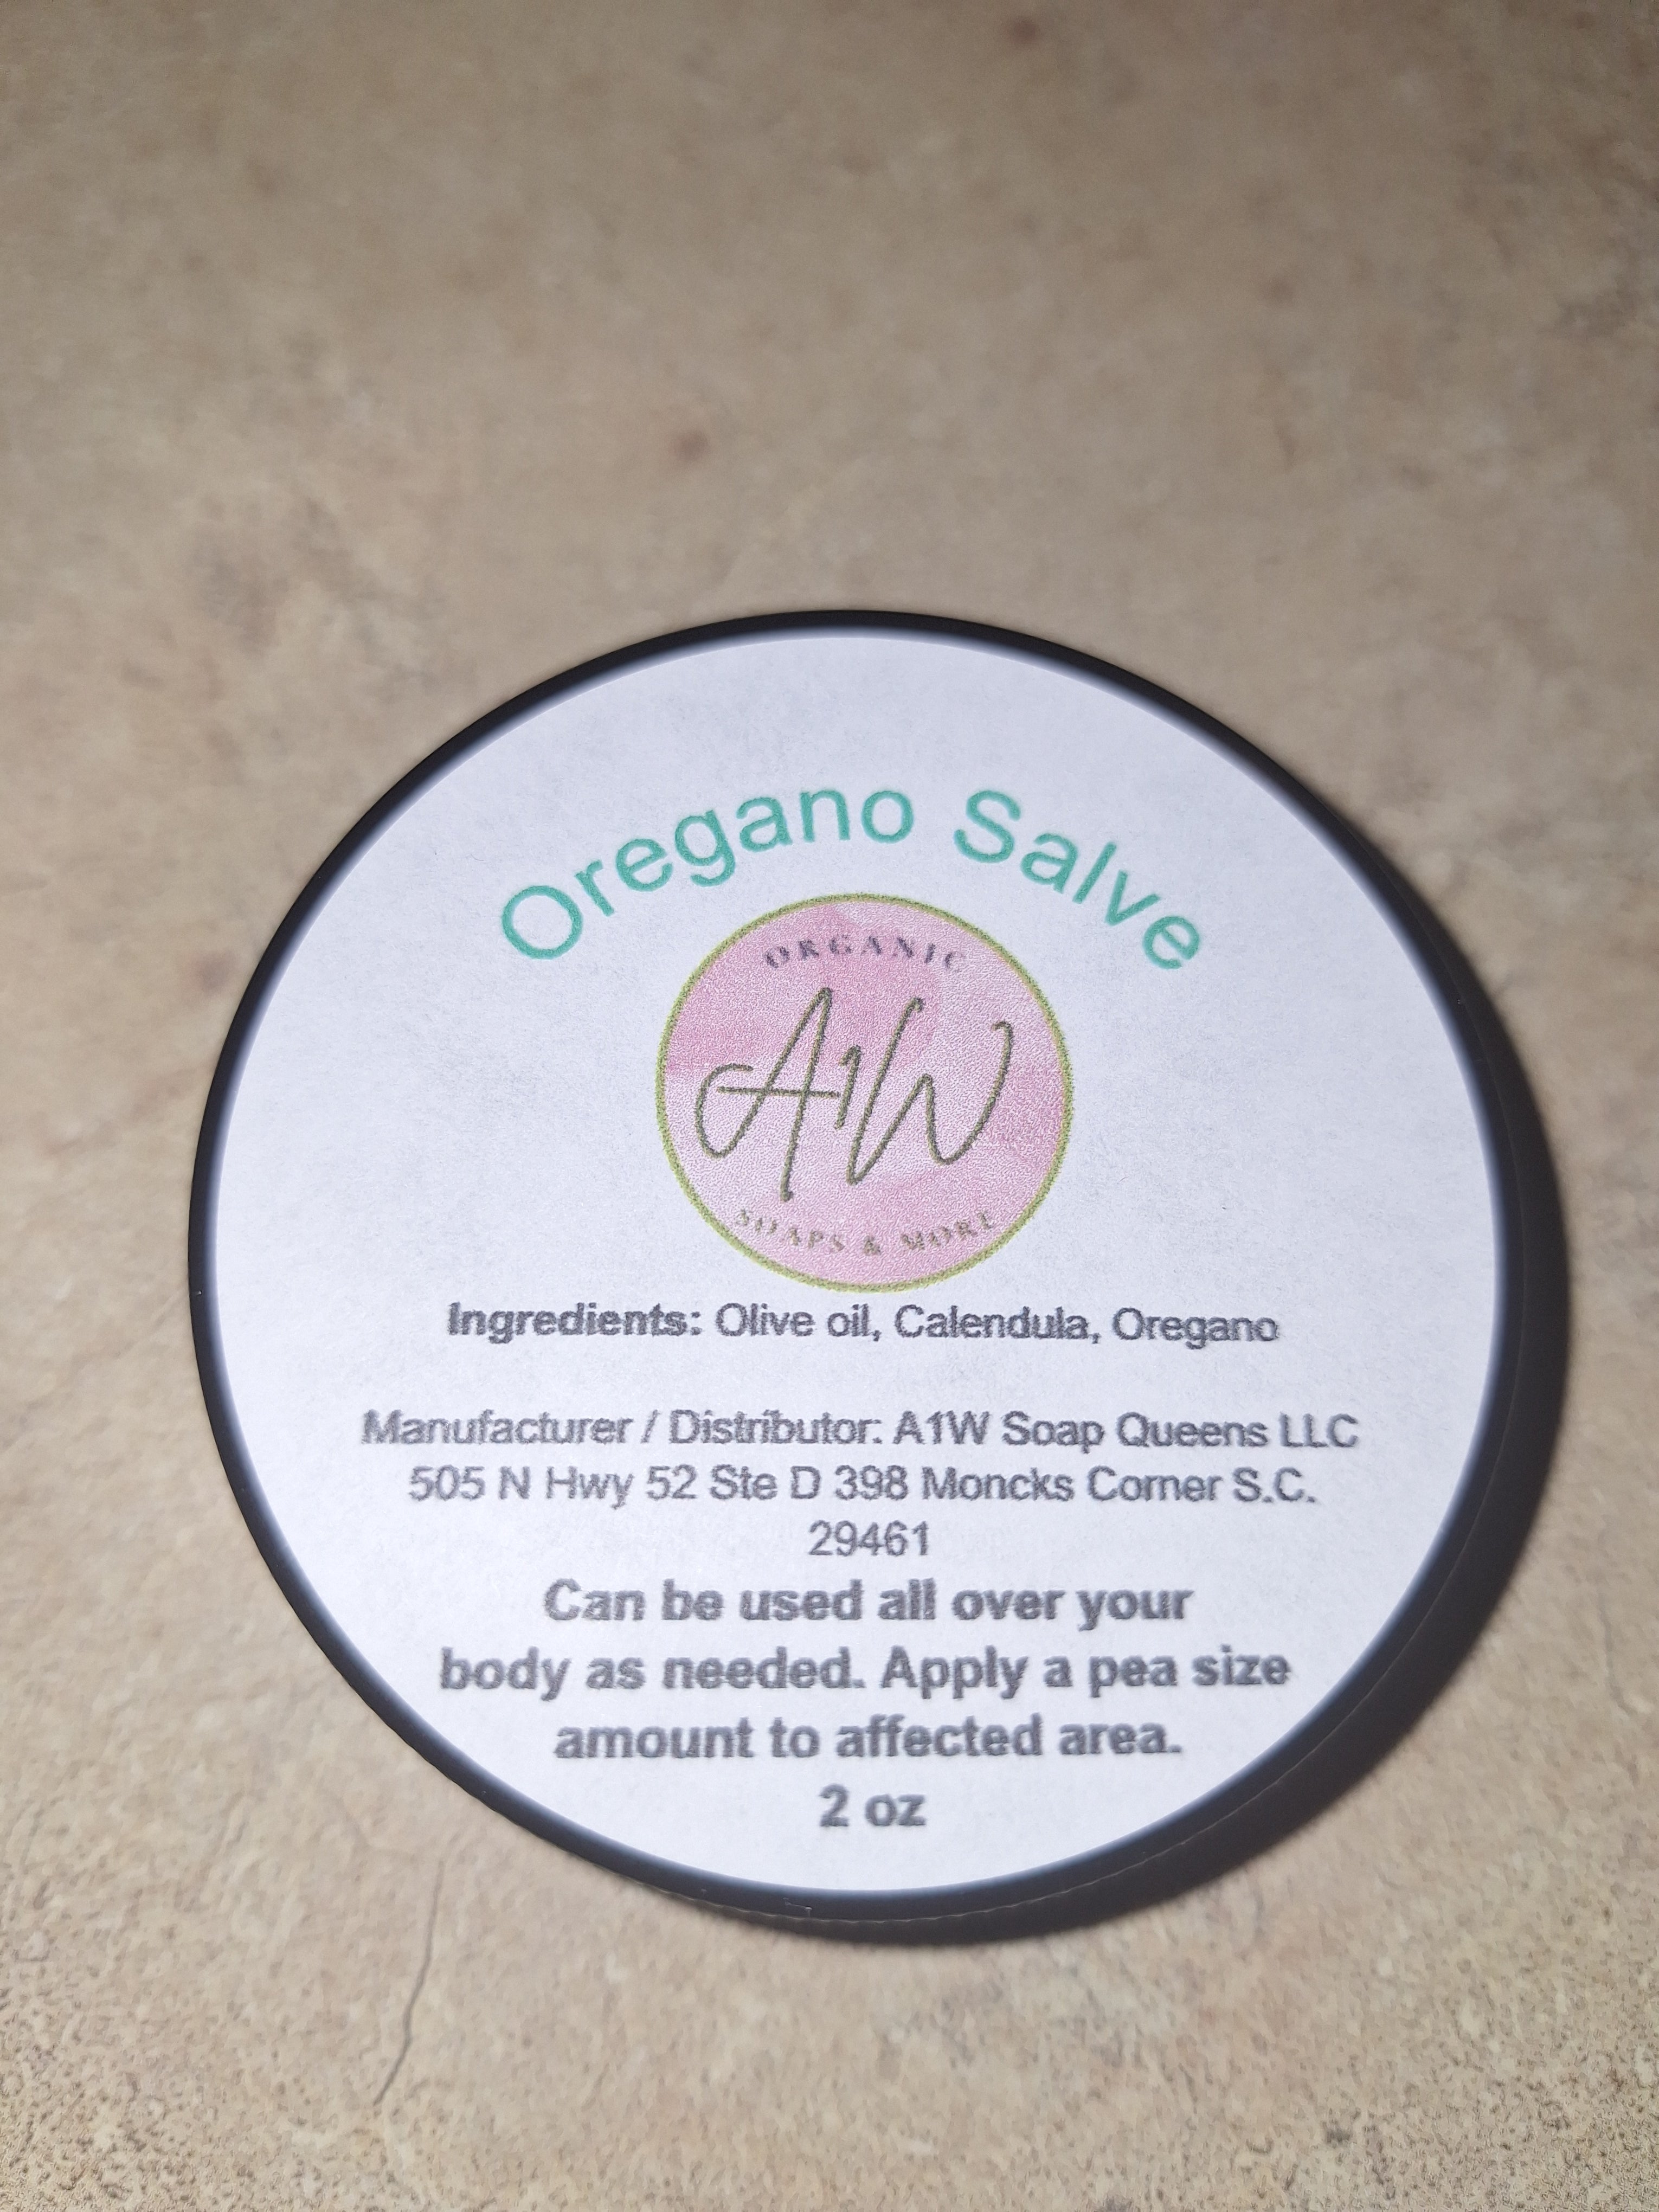 Oregano Salve
ORGANIC
A1W
SOAPS & MORE
Ingredients: Olive oil, Calendula, Oregano
Manufacturer / Distributor: A1W Soap Queens LLC
505 N Hwy 52 Ste D 398 Moncks Corner S.C.
29461
Can be used all over your
body as needed. Apply a pea size
amount to affected area.
2 oz